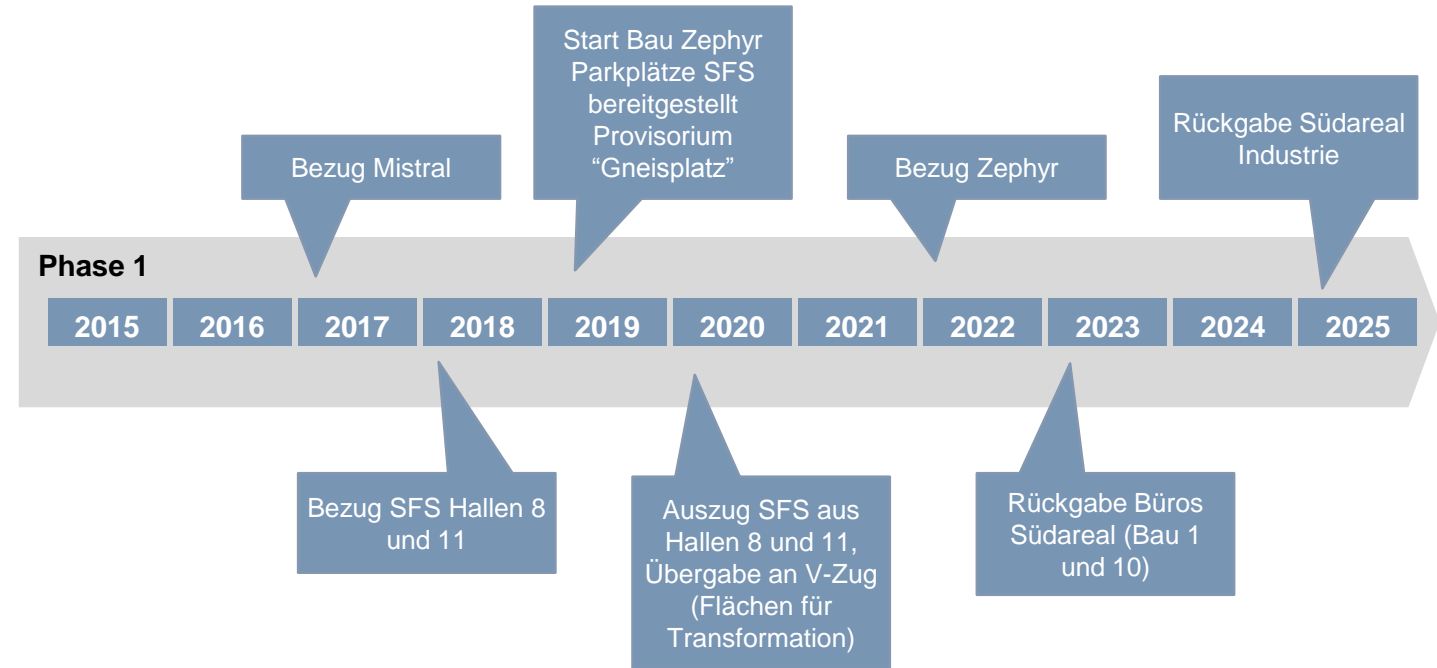 Start Bau Zephyr
Parkplätze SFS
bereitgestellt
Provisorium
“Gneisplatz”
Bezug Mistral
Bezug Zephyr
Rückgabe Südareal
Industrie
Phase 1
2015 2016 2017 2018 2019 2020 2021 2022 2023 2024 2025
Bezug SFS Hallen 8
und 11
Auszug SFS aus
Hallen 8 und 11,
Übergabe an V-Zug
(Flächen für
Transformation)
Rückgabe Büros
Südareal (Bau 1
und 10)